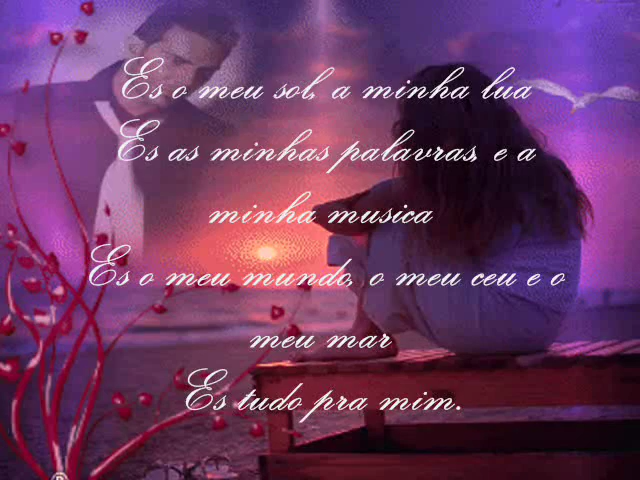 Es o meu sol, a minha lua
Es as minhas palavras, e a
minha musica
Es o meu mundo, o meu ceu e o
meu mar
Es tudo pra mim.